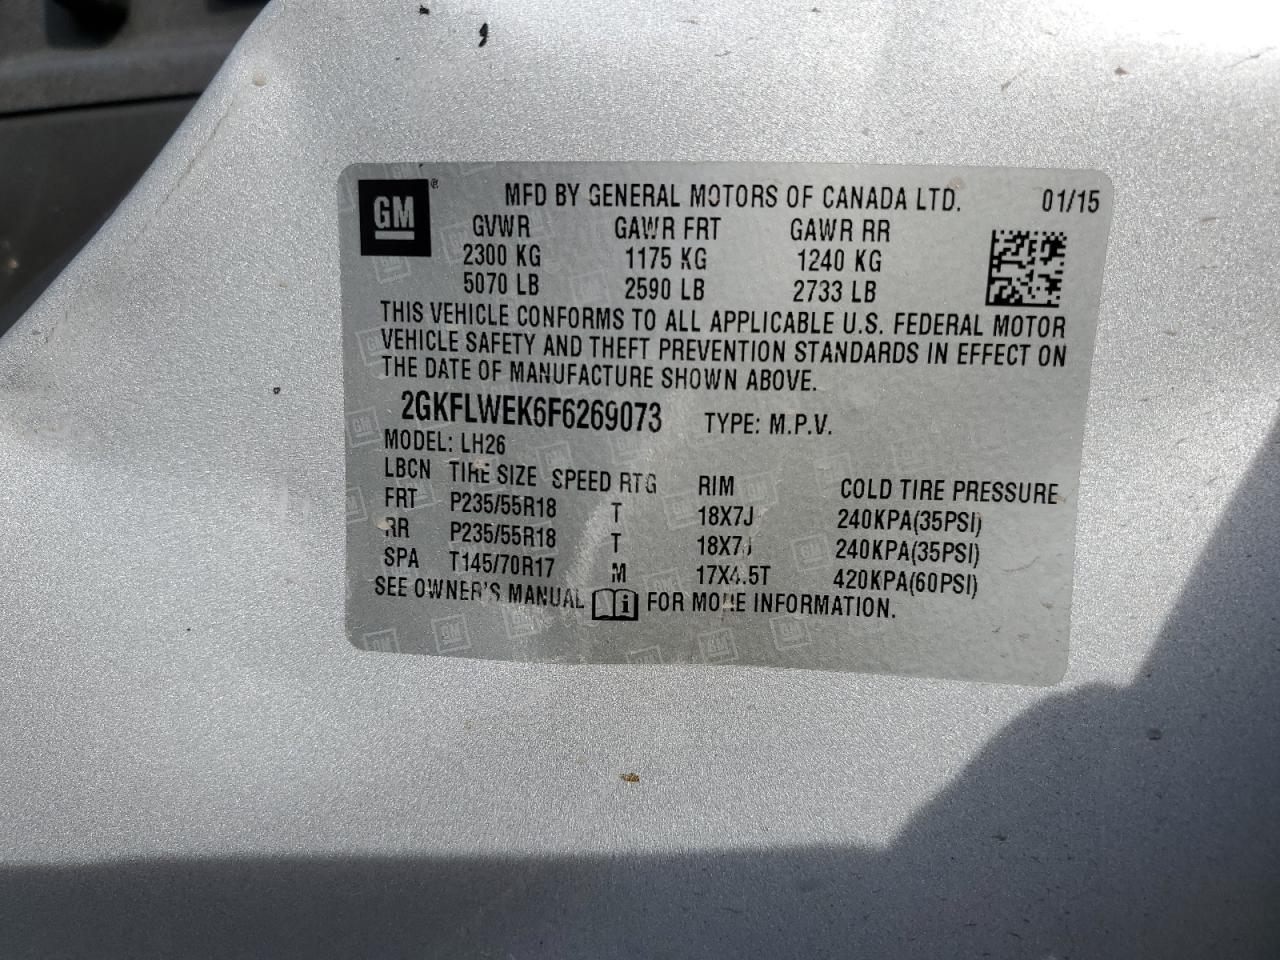 GM ® MFD BY GENERAL MOTORS OF CANADA LTD. 01/15
GVWR GAWR FRT GAWR RR
2300 KG 1175 KG 1240 KG
5070 LB 2590 LB 2733 LB
THIS VEHICLE CONFORMS TO ALL APPLICABLE U.S. FEDERAL MOTOR
VEHICLE SAFETY AND THEFT PREVENTION STANDARDS IN EFFECT ON
THE DATE OF MANUFACTURE SHOWN ABOVE.
2GKFLWEK6F6269073 TYPE: M.P.V.
MODEL: LH26
LBCN TIRE SIZE SPEED RTG RIM COLD TIRE PRESSURE
FRT P235/55R18 T 18X7J 240KPA(35PSI)
RR P235/55R18 T 18X7J 240KPA(35PSI)
SPA T145/70R17 M 17X4.5T 420KPA(60PSI)
SEE OWNER'S MANUAL i FOR MORE INFORMATION.